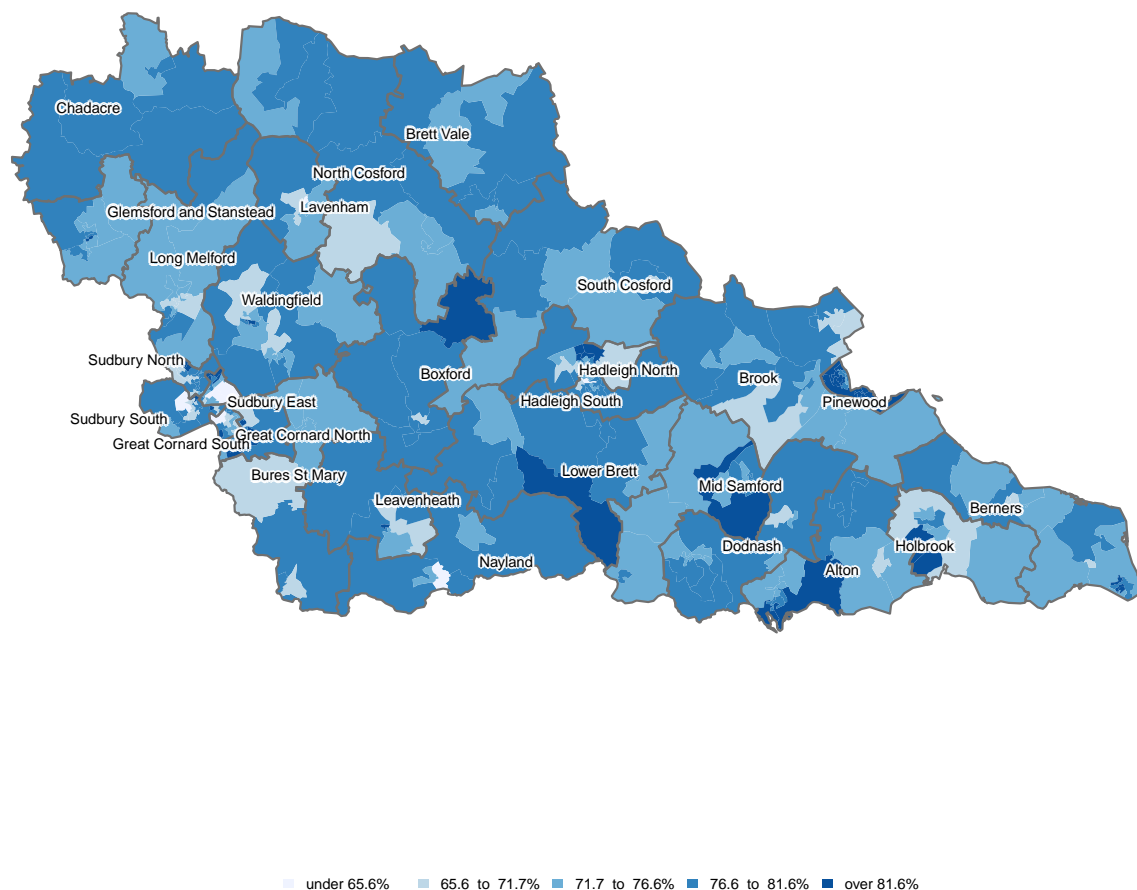 Chadacre
Brett Vale
North Cosford
Lavenham
Glemsford and Stanstead
Long Melford
South Cosford
Waldingfield
Sudbury North
Hadleigh North
Boxford
Brook
Sudbury East
Hadleigh South
Pinewood
Sudbury South
Great Cornard North
Great Cornard South
Lower Brett
Bures St Mary
Mid Samford
Leavenheath
Berners
Dodnash
Holbrook
Nayland
Alton
under 65.6% 65.6 to 71.7% 71.7 to 76.6% 76.6 to 81.6% over 81.6%